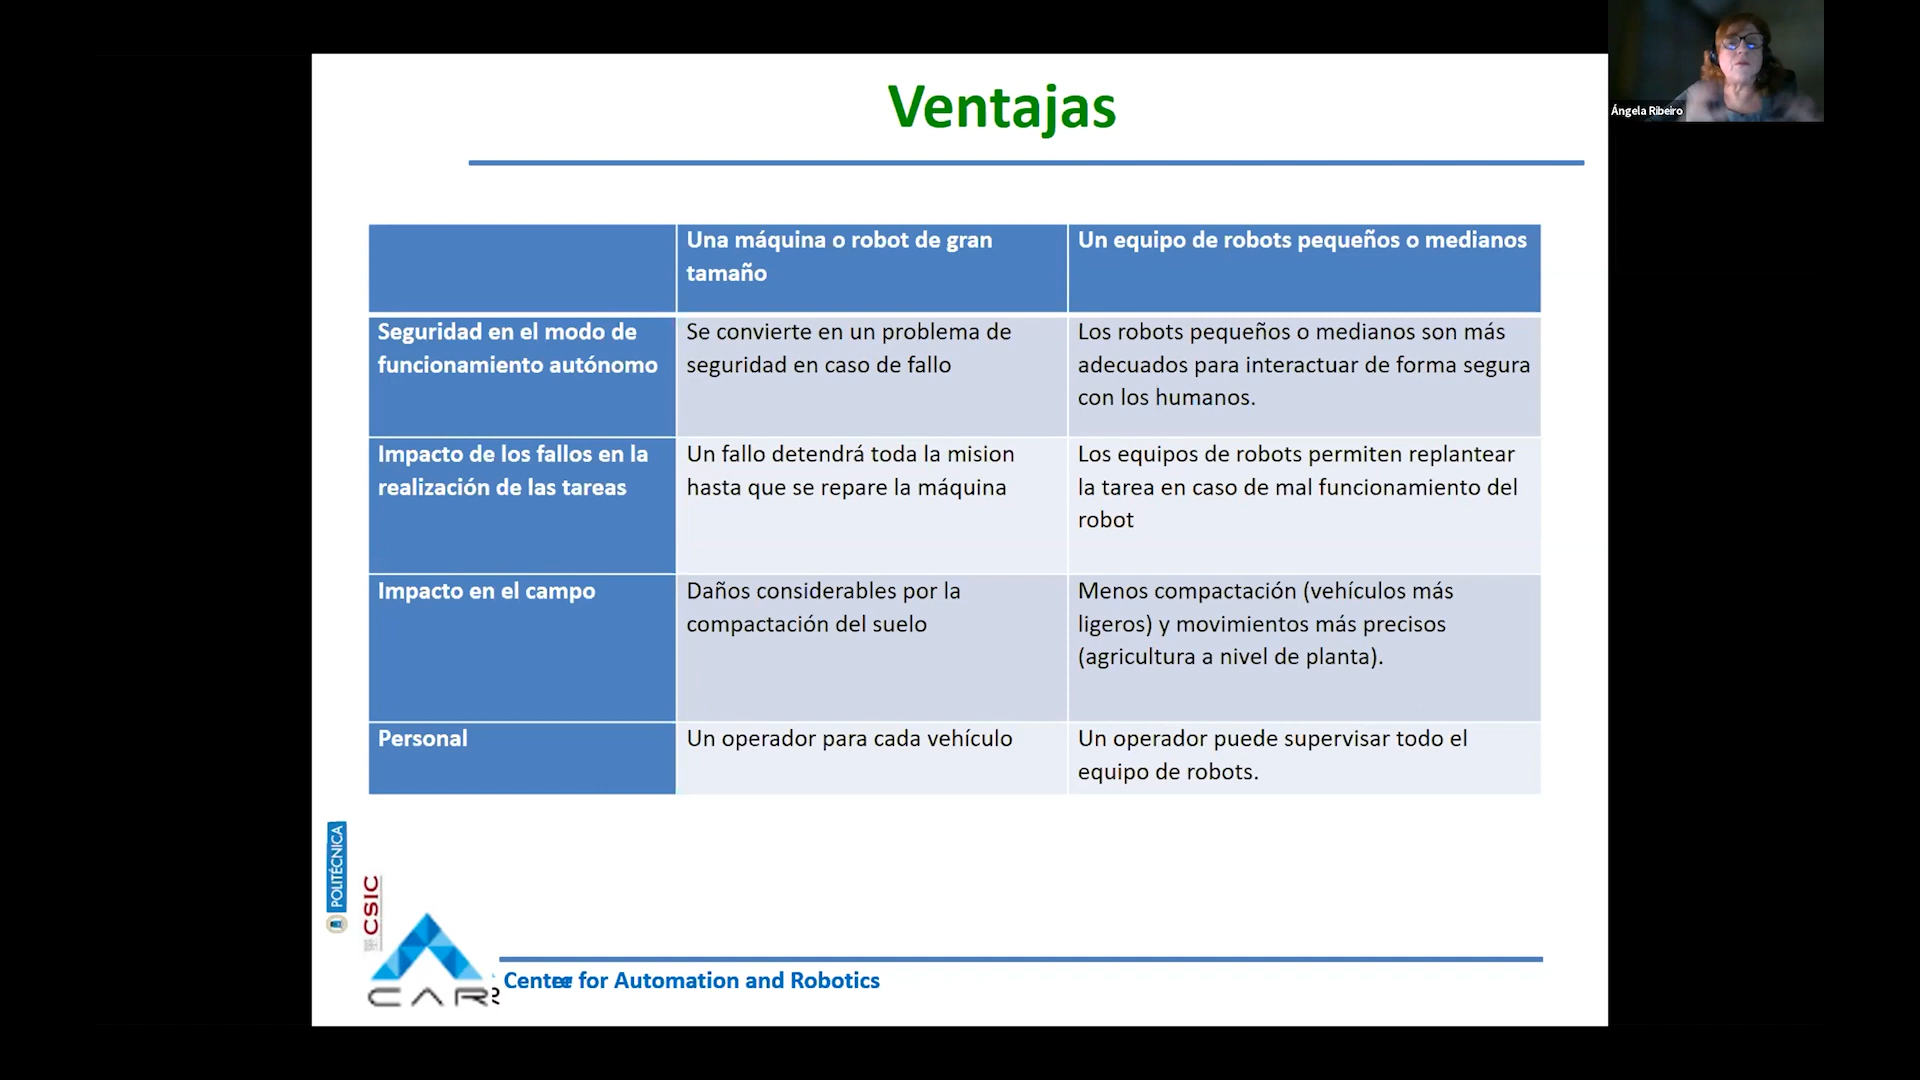 Ventajas
Ángela Ribeiro
Una máquina o robot de gran
tamaño
Un equipo de robots pequeños o medianos
Seguridad en el modo de
funcionamiento autónomo
Se convierte en un problema de
seguridad en caso de fallo
Los robots pequeños o medianos son más
adecuados para interactuar de forma segura
con los humanos.
Impacto de los fallos en la
realización de las tareas
Un fallo detendrá toda la mision
hasta que se repare la máquina
Los equipos de robots permiten replantear
la tarea en caso de mal funcionamiento del
robot
Impacto en el campo
Daños considerables por la
compactación del suelo
Menos compactación (vehículos más
ligeros) y movimientos más precisos
(agricultura a nivel de planta).
Personal
Un operador para cada vehículo
Un operador puede supervisar todo el
equipo de robots.
POLITÉCNICA
CSIC
CAR
for Automation and Robotics